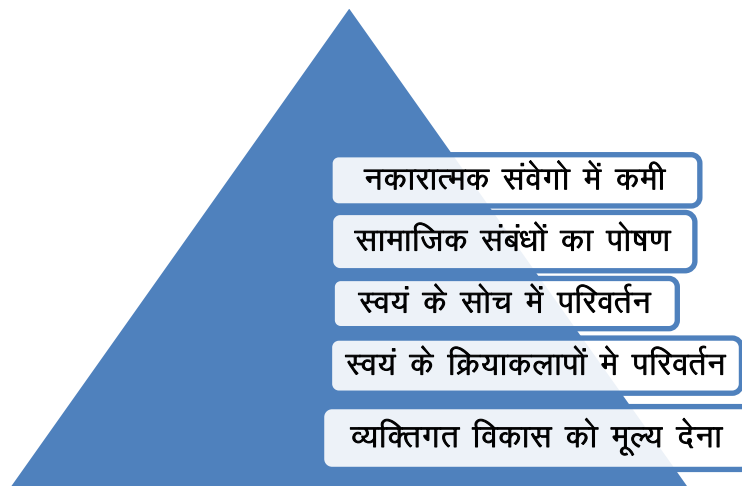 नकारात्मक संवेगो में कमी
सामाजिक संबंधों का पोषण
स्वयं के सोच में परिवर्तन
स्वयं के क्रियाकलापों मे परिवर्तन
व्यक्तिगत विकास को मूल्य देना